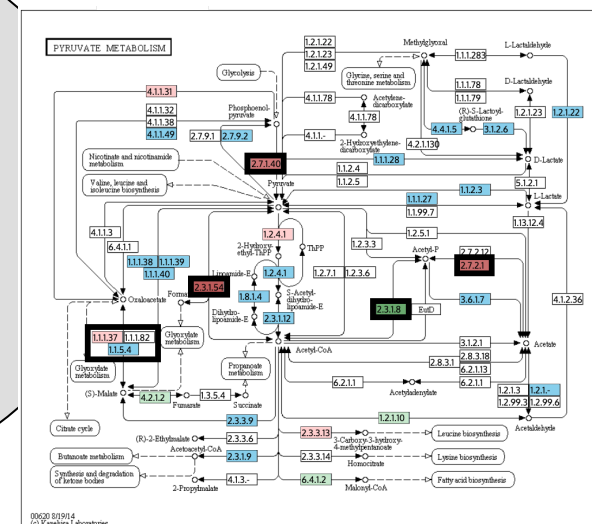 PYRUVATE METABOLISM
1.2.1.22
1.2.1.23
1.2.1.49
Methylglyoxal
1.1.1.283
L-Lactaldehyde
Glycolysis
Glycine, serine and
threonine metabolism
4.1.1.31
1.1.1.78
1.1.1.79
D-Lactaldehyde
4.1.1.32
4.1.1.38
4.1.1.49
Phosphoenol-
pyruvate
4.1.1.78
Acetylene-
dicarboxylate
4.1.1.78
(R)-S-Lactoyl-
glutathione
1.2.1.23
1.2.1.22
2.7.9.1
2.7.9.2
4.1.1.-
2-Hydroxyethylene-
dicarboxylate
4.4.1.5
3.1.2.6
4.2.1.130
Nicotinate and nicotinamide
metabolism
2.7.1.40
1.1.1.28
D-Lactate
1.1.2.4
1.1.2.5
Valine, leucine and
isoleucine biosynthesis
Pyruvate
5.1.2.1
1.1.2.3
1.1.1.27
1.1.99.7
L-Lactate
4.1.1.3
6.4.1.1
1.2.4.1
2-Hydroxy-
ethyl-ThPP
ThPP
1.2.3.3
1.2.5.1
1.13.12.4
Acetyl-P
2.7.2.12
2.7.2.1
1.1.1.38
1.1.1.39
1.1.1.40
Lipoamide-E
1.2.4.1
1.2.7.1
1.2.3.6
2.3.1.54
1.8.1.4
S-Acetyl-
dihydro-
lipoamide-E
3.6.1.7
4.1.2.36
Oxaloacetate
2.3.1.8
EutD
Dihydro-
lipoamide-E
2.3.1.12
1.1.1.37
1.1.1.82
1.1.5.4
Glyoxylate
metabolism
Acetyl-CoA
3.1.2.1
Acetate
2.8.3.1
2.8.3.18
6.2.1.13
Glyoxylate
metabolism
Propanoate
metabolism
6.2.1.1
6.2.1.1
Acetyladenylate
(S)-Malate
4.2.1.2
Fumarate
1.3.5.4
Succinate
1.2.1.3
1.2.1.-
1.2.99.3
1.2.99.6
2.3.3.9
1.2.1.10
Acetaldehyde
Citrate cycle
(R)-2-Ethylmalate
2.3.3.6
2.3.3.13
3-Carboxy-3-hydroxy-
4-methylpentanoate
Leucine biosynthesis
Acetoacetyl-CoA
Butanoate metabolism
2.3.1.9
2.3.3.14
Homocitrate
Lysine biosynthesis
Synthesis and degradation
of ketone bodies
4.1.3.-
2-Propylmalate
6.4.1.2
Malonyl-CoA
Fatty acid biosynthesis
00620 8/19/14
(c) Kanehisa Laboratories